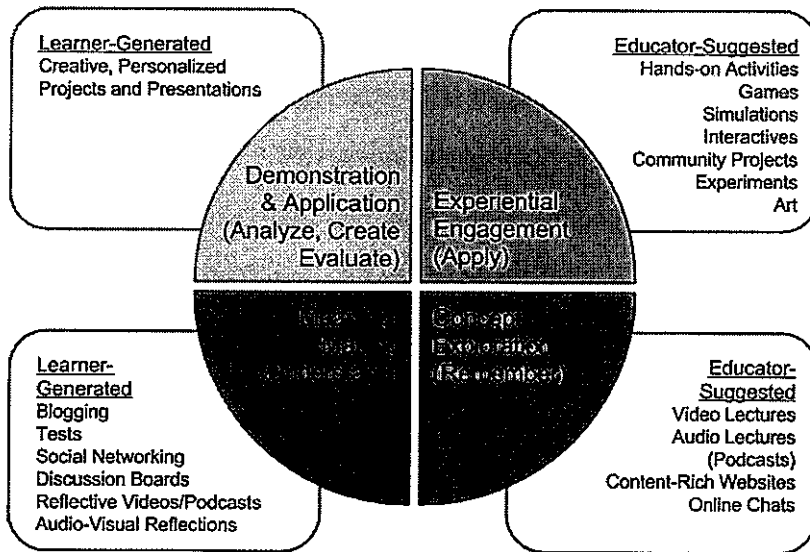 Learner-Generated
Creative, Personalized
Projects and Presentations
Educator-Suggested
Hands-on Activities
Games
Simulations
Interactives
Community Projects
Experiments
Art
Demonstration
& Application
(Analyze, Create
Evaluate)
Experiential
Engagement
(Apply)
Making
Concept
Exploration
(Remember)
Learner-
Generated
Blogging
Tests
Social Networking
Discussion Boards
Reflective Videos/Podcasts
Audio-Visual Reflections
Educator-
Suggested
Video Lectures
Audio Lectures
(Podcasts)
Content-Rich Websites
Online Chats